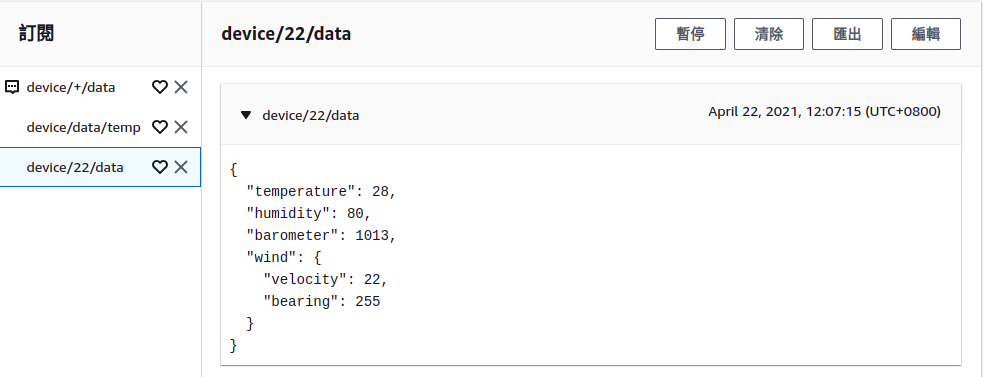 訂閱
device/+/data
device/data/temp
device/22/data
device/22/data
暫停
清除
匯出
編輯
device/22/data
April 22, 2021, 12:07:15 (UTC+0800)
{
  "temperature": 28,
  "humidity": 80,
  "barometer": 1013,
  "wind": {
    "velocity": 22,
    "bearing": 255
  }
}